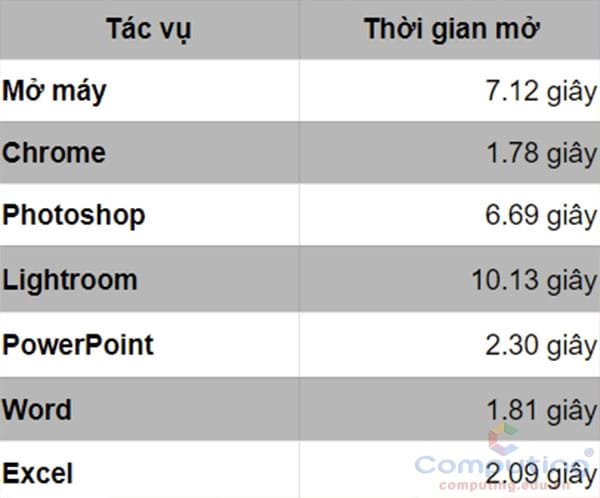 Tác vụ Thời gian mở
Mở máy 7.12 giây
Chrome 1.78 giây
Photoshop 6.69 giây
Lightroom 10.13 giây
PowerPoint 2.30 giây
Word 1.81 giây
Excel 2.09 giây
Computing
computing.edu.vn